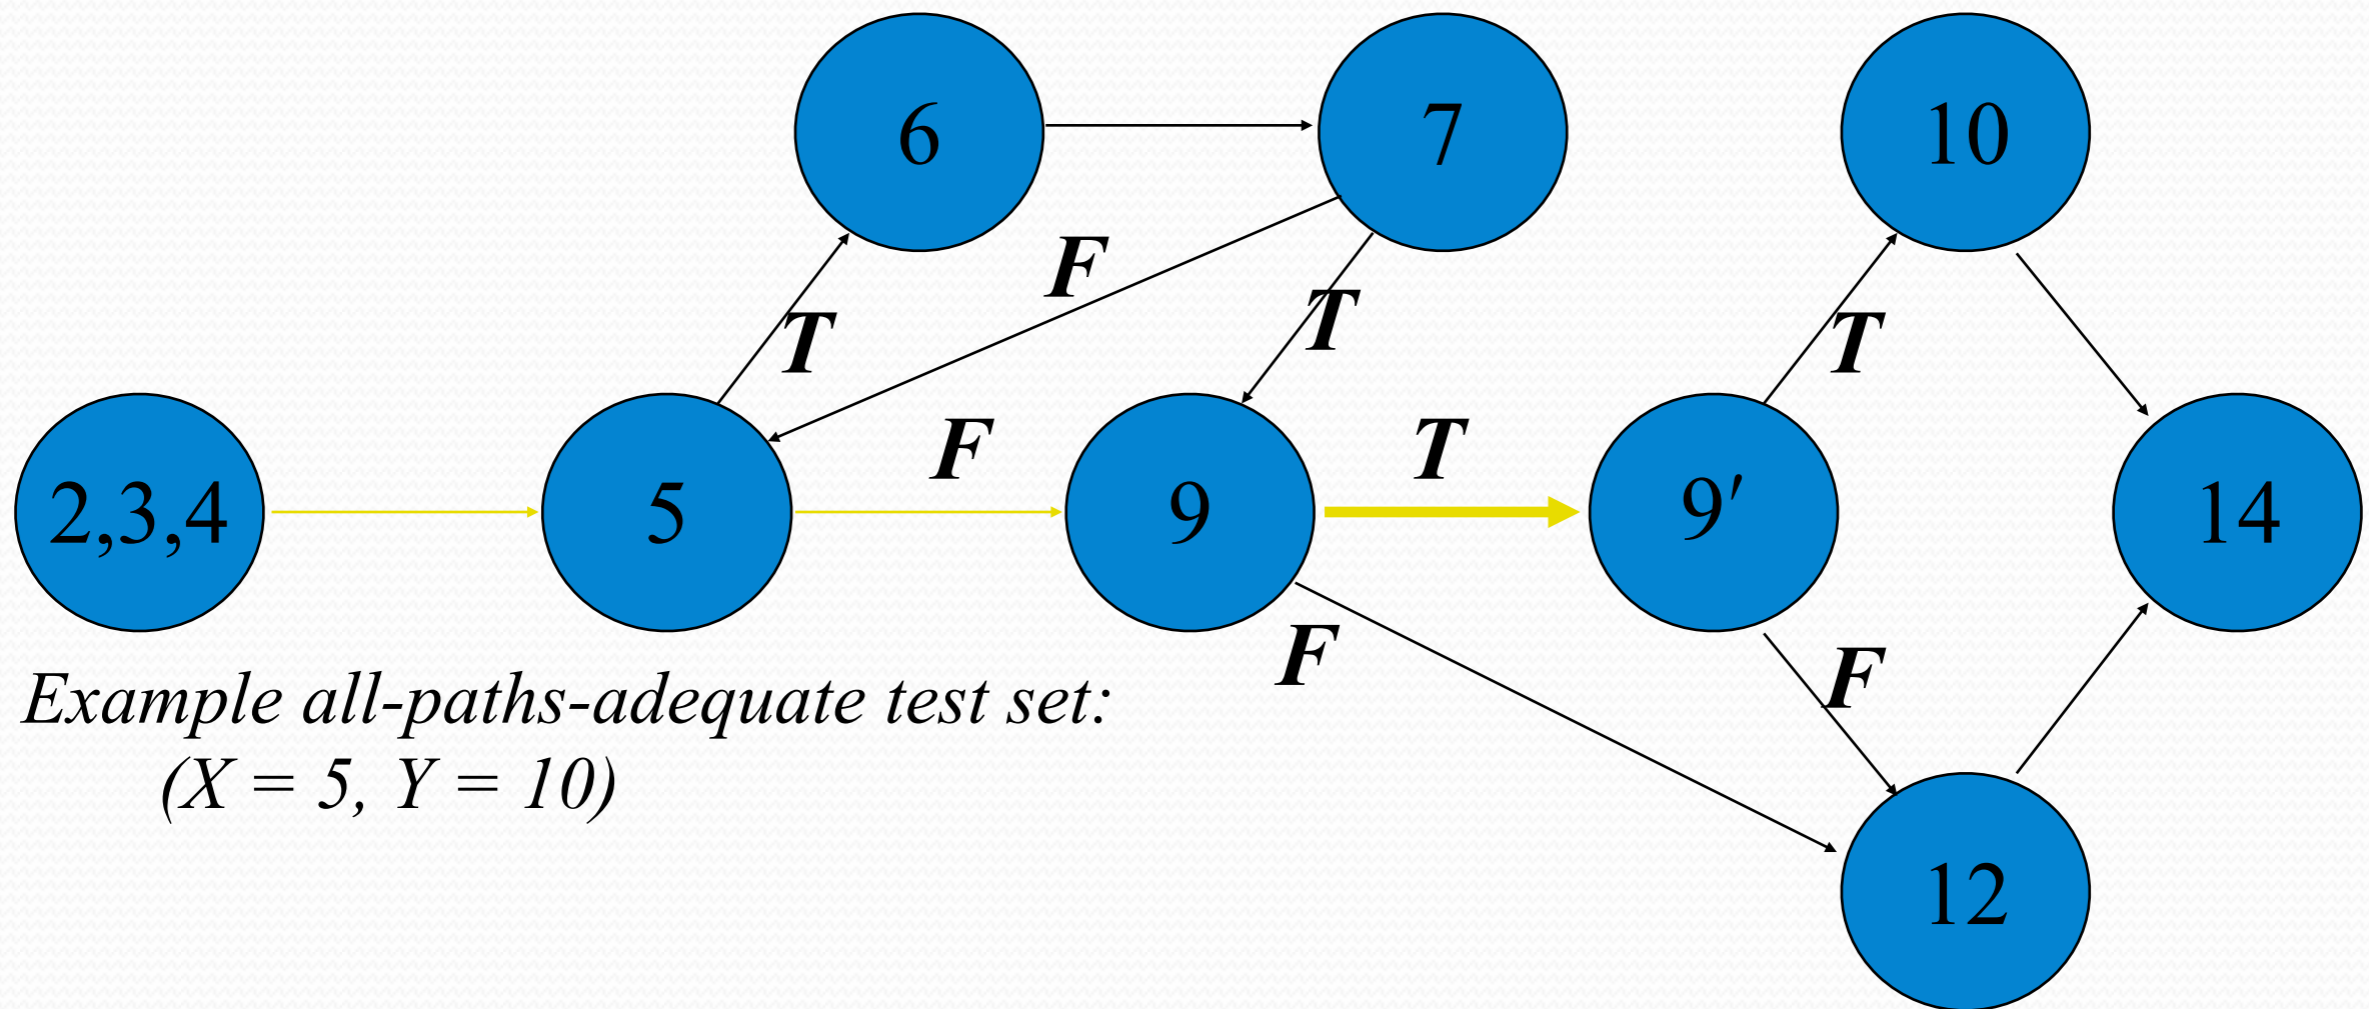 6
7
10
F
T
T
T
F
T
2,3,4
5
9
9′
14
F
F
Example all-paths-adequate test set:
(X = 5, Y = 10)
12